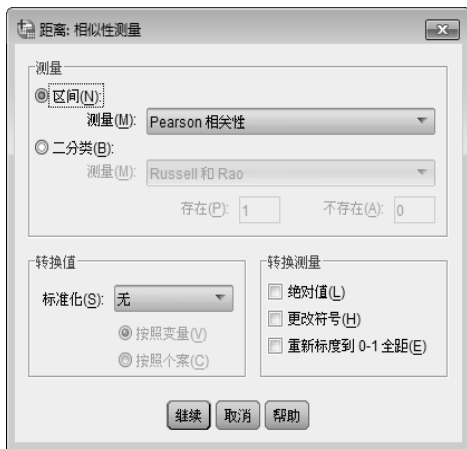 距离: 相似性测量
测量
区间(N):
测量(M): Pearson 相关性
二分类(B):
测量(M): Russell 和 Rao
存在(P): 1 不存在(A): 0
转换值
标准化(S): 无
按照变量(V)
按照个案(C)
转换测量
绝对值(L)
更改符号(H)
重新标度到 0-1 全距(E)
继续 取消 帮助